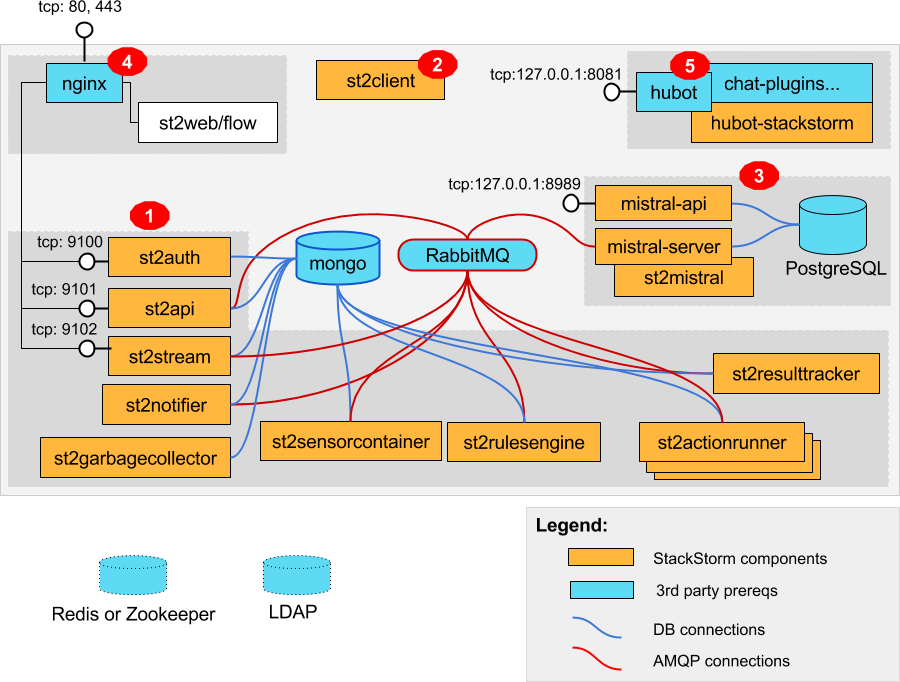 tcp: 80, 443
4
nginx
st2web/flow
2
st2client
5
tcp:127.0.0.1:8081
hubot
chat-plugins...
hubot-stackstorm
3
tcp:127.0.0.1:8989
mistral-api
mistral-server
st2mistral
PostgreSQL
1
tcp: 9100
st2auth
tcp: 9101
st2api
tcp: 9102
st2stream
st2notifier
st2garbagecollector
mongo
RabbitMQ
st2sensorcontainer
st2rulesengine
st2actionrunner
st2resulttracker
Redis or Zookeeper
LDAP
Legend:
StackStorm components
3rd party prereqs
DB connections
AMQP connections